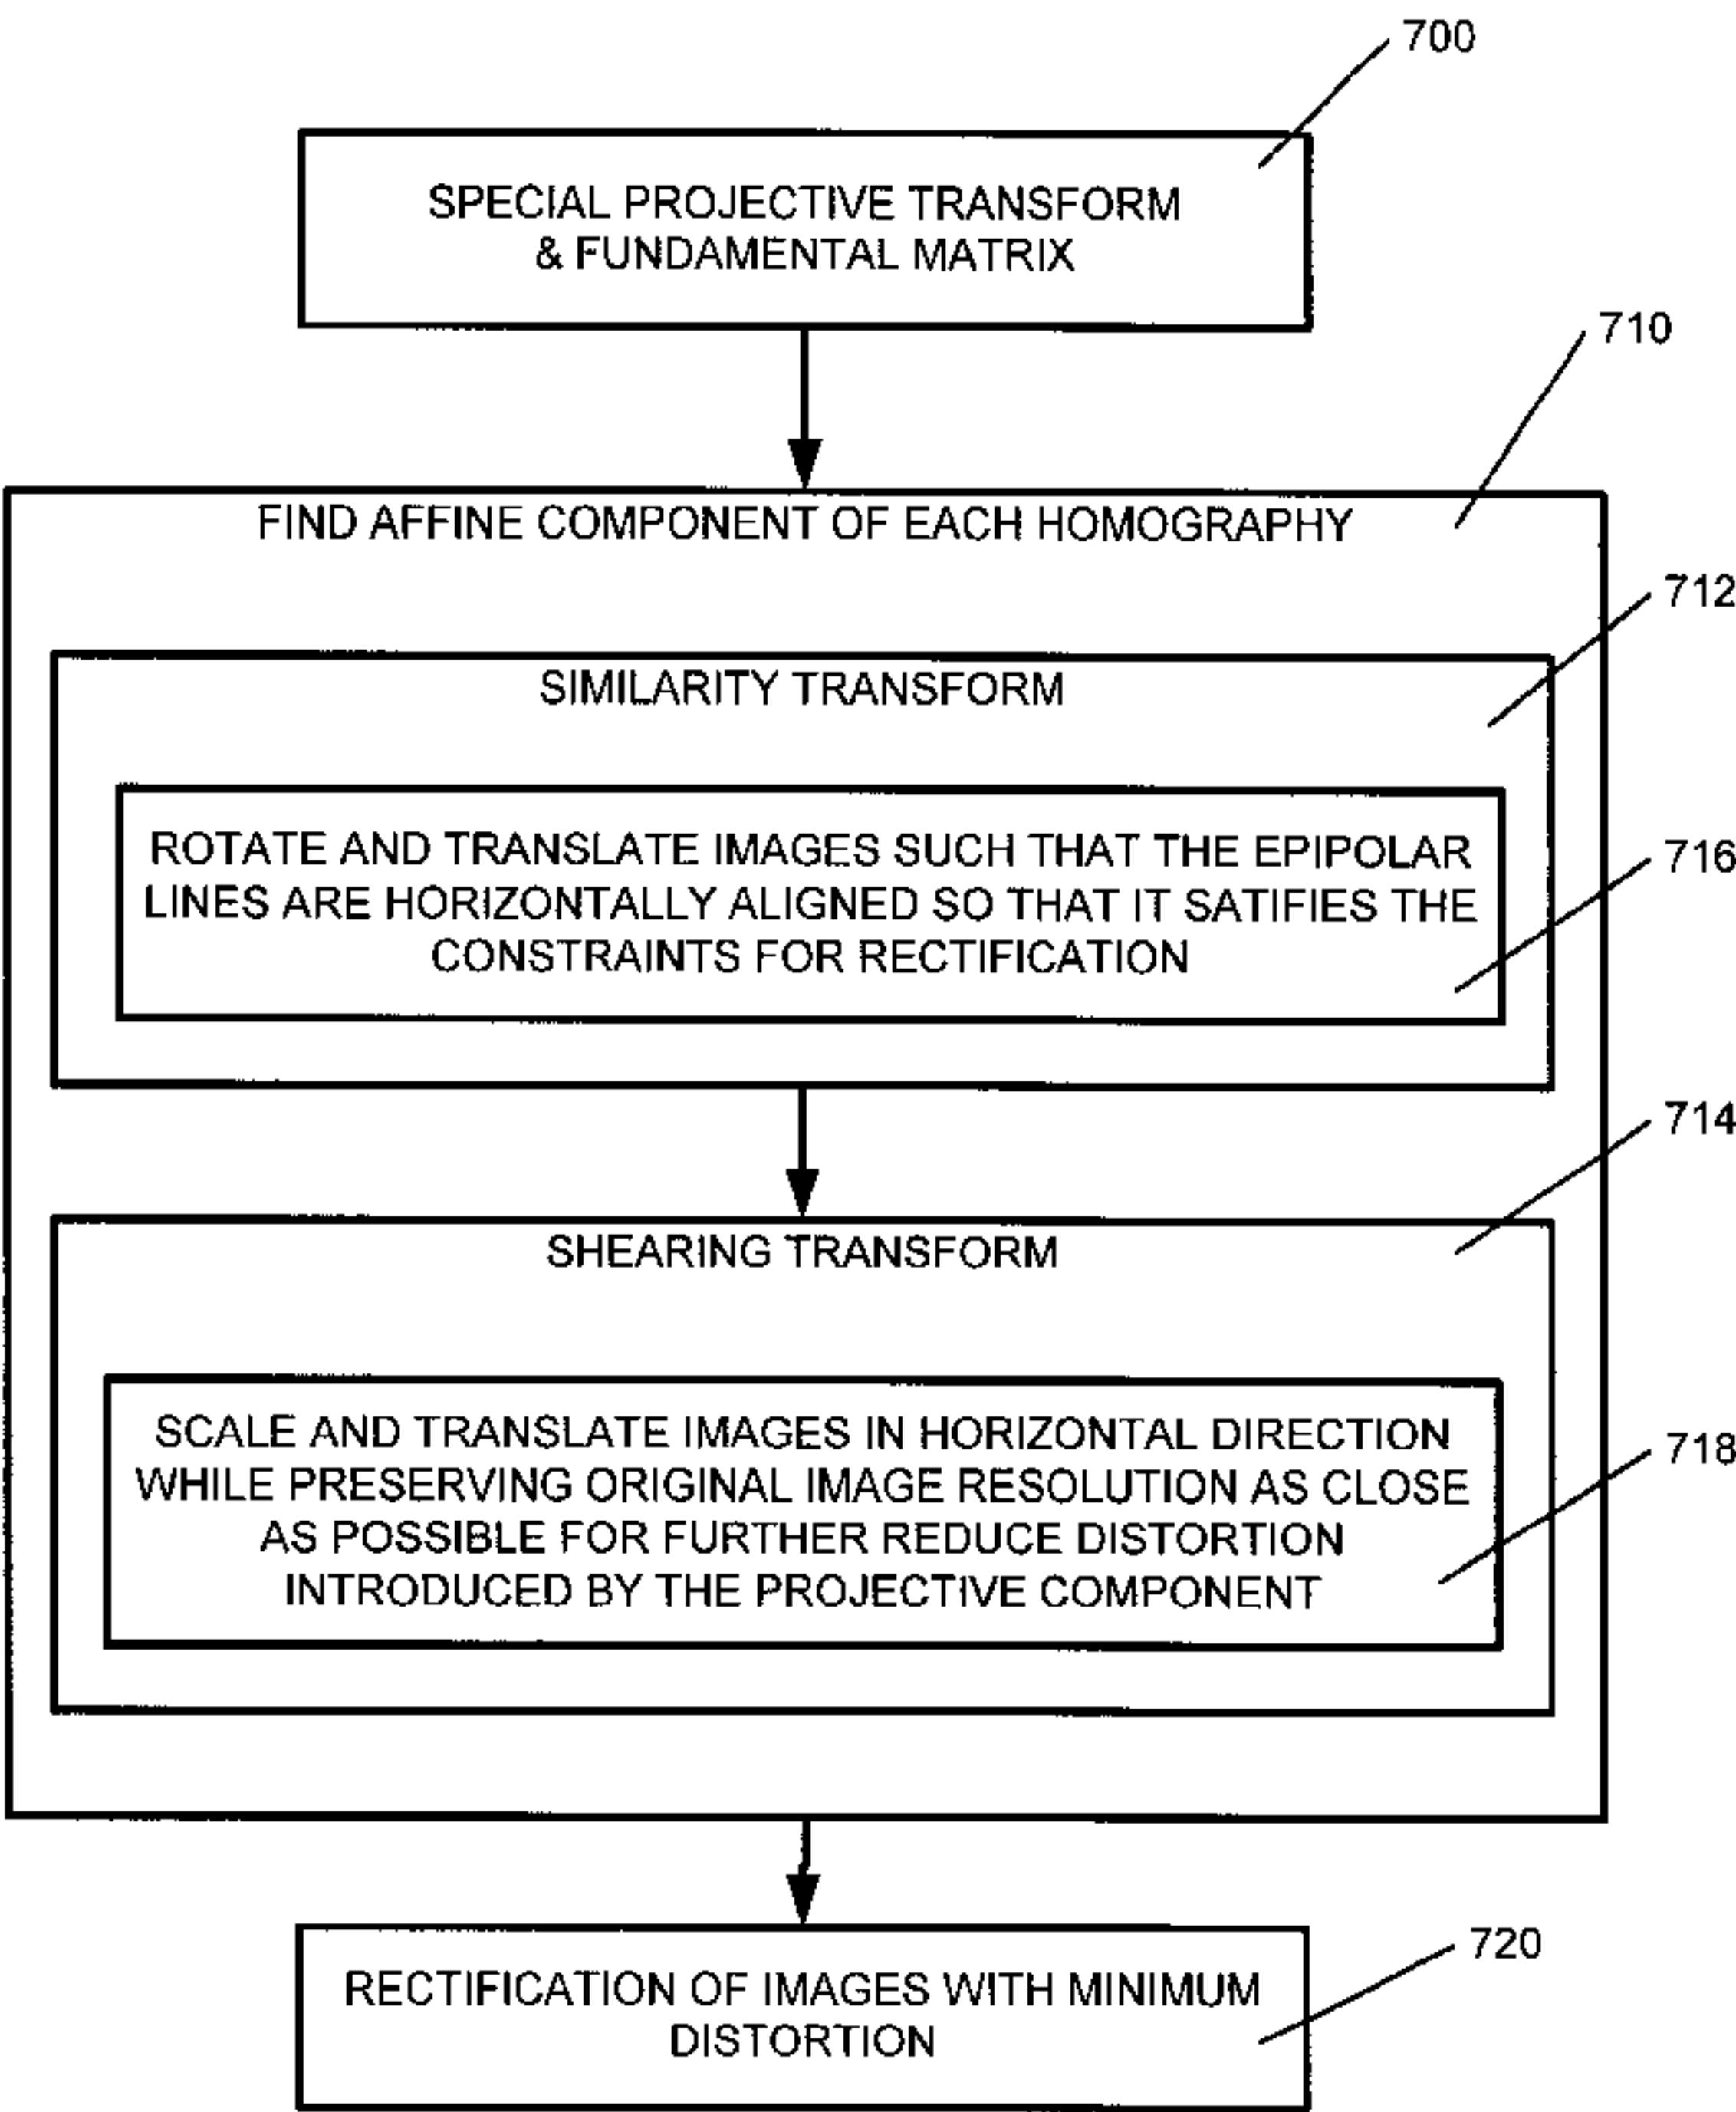 700
SPECIAL PROJECTIVE TRANSFORM
& FUNDAMENTAL MATRIX
710
FIND AFFINE COMPONENT OF EACH HOMOGRAPHY
712
SIMILARITY TRANSFORM
ROTATE AND TRANSLATE IMAGES SUCH THAT THE EPIPOLAR
LINES ARE HORIZONTALLY ALIGNED SO THAT IT SATIFIES THE
CONSTRAINTS FOR RECTIFICATION
716
714
SHEARING TRANSFORM
SCALE AND TRANSLATE IMAGES IN HORIZONTAL DIRECTION
WHILE PRESERVING ORIGINAL IMAGE RESOLUTION AS CLOSE
AS POSSIBLE FOR FURTHER REDUCE DISTORTION
INTRODUCED BY THE PROJECTIVE COMPONENT
718
720
RECTIFICATION OF IMAGES WITH MINIMUM
DISTORTION